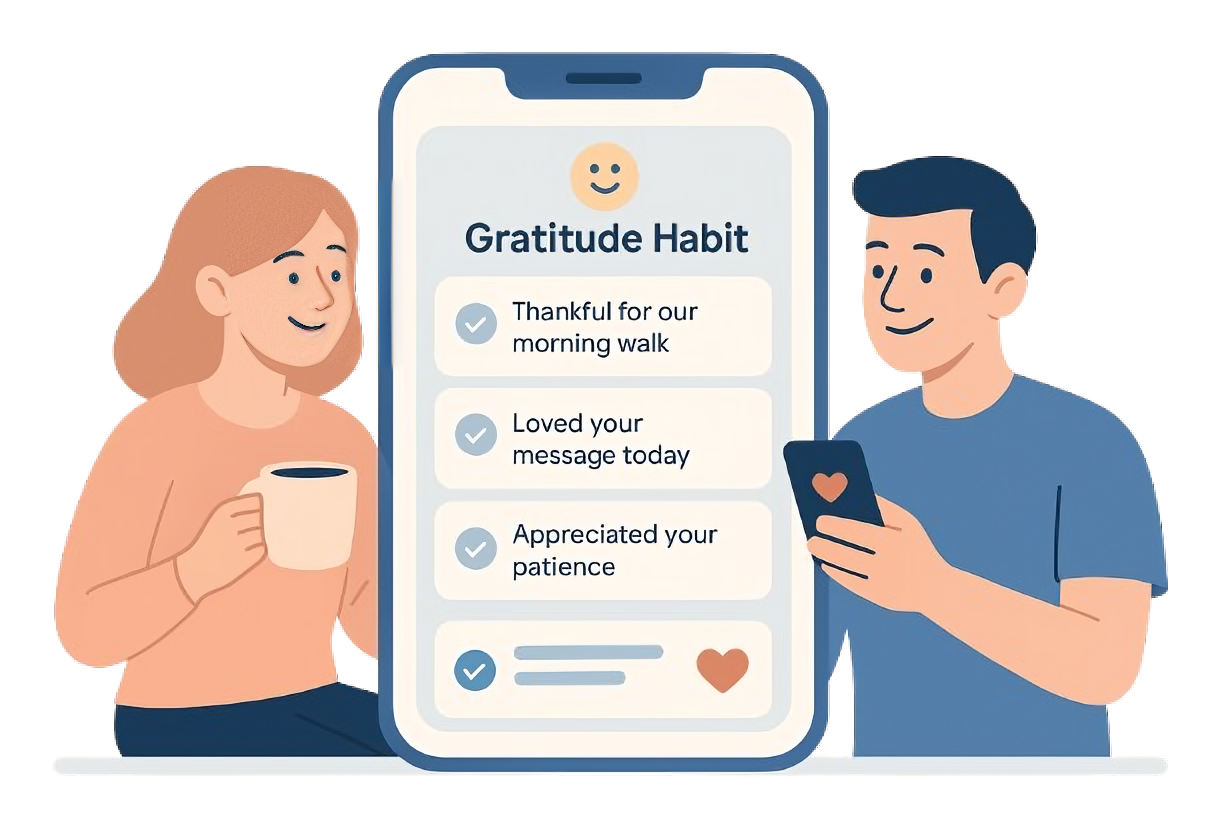 Gratitude Habit
Thankful for our
morning walk
Loved your
message today
Appreciated your
patience